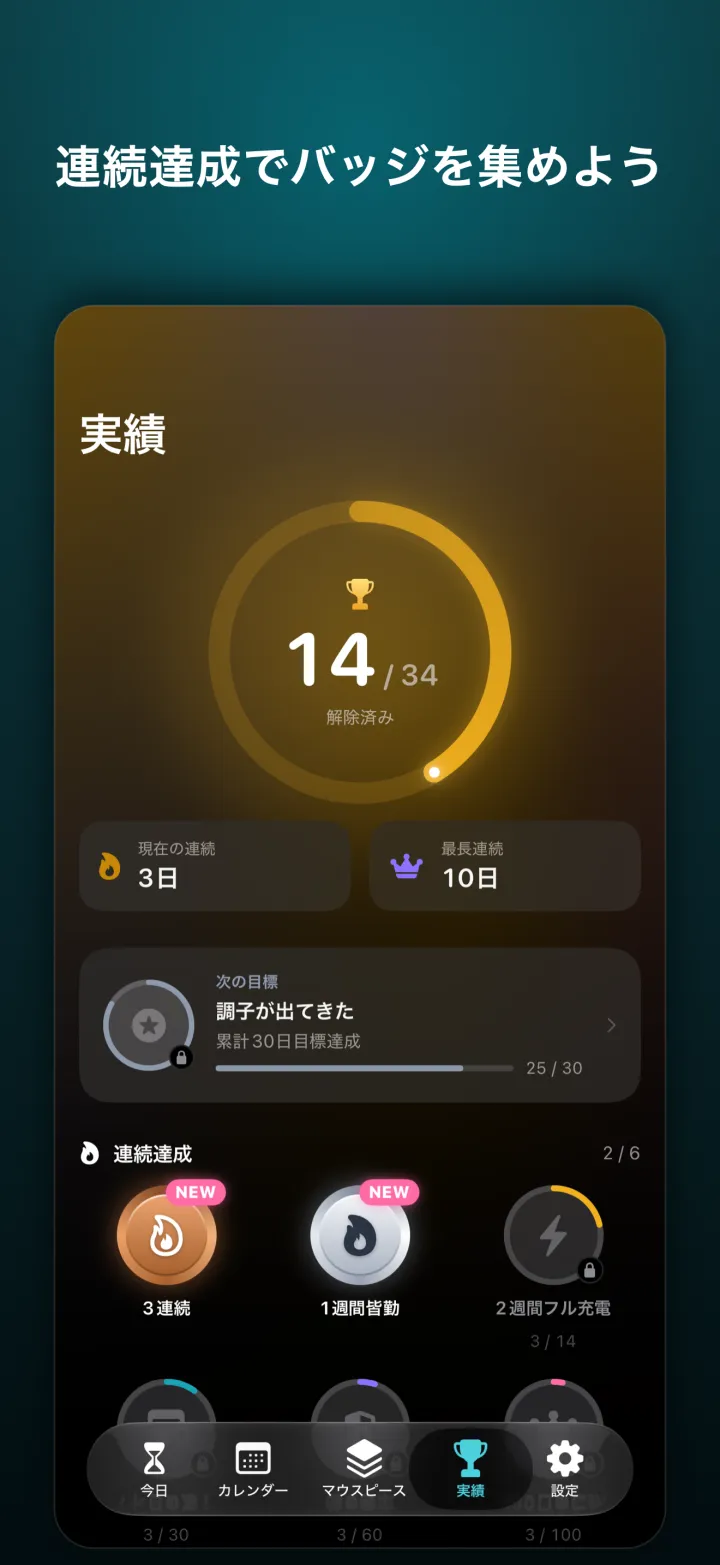 連続達成でバッジを集めよう
実績
14 / 34
解除済み
現在の連続
3日
最長連続
10日
次の目標
調子が出てきた
累計30日目標達成
25 / 30
連続達成
2 / 6
NEW
NEW
3連続
1週間皆勤
2週間フル充電
3 / 14
今日
カレンダー
マウスピース
実績
設定
3 / 30
3 / 60
3 / 100